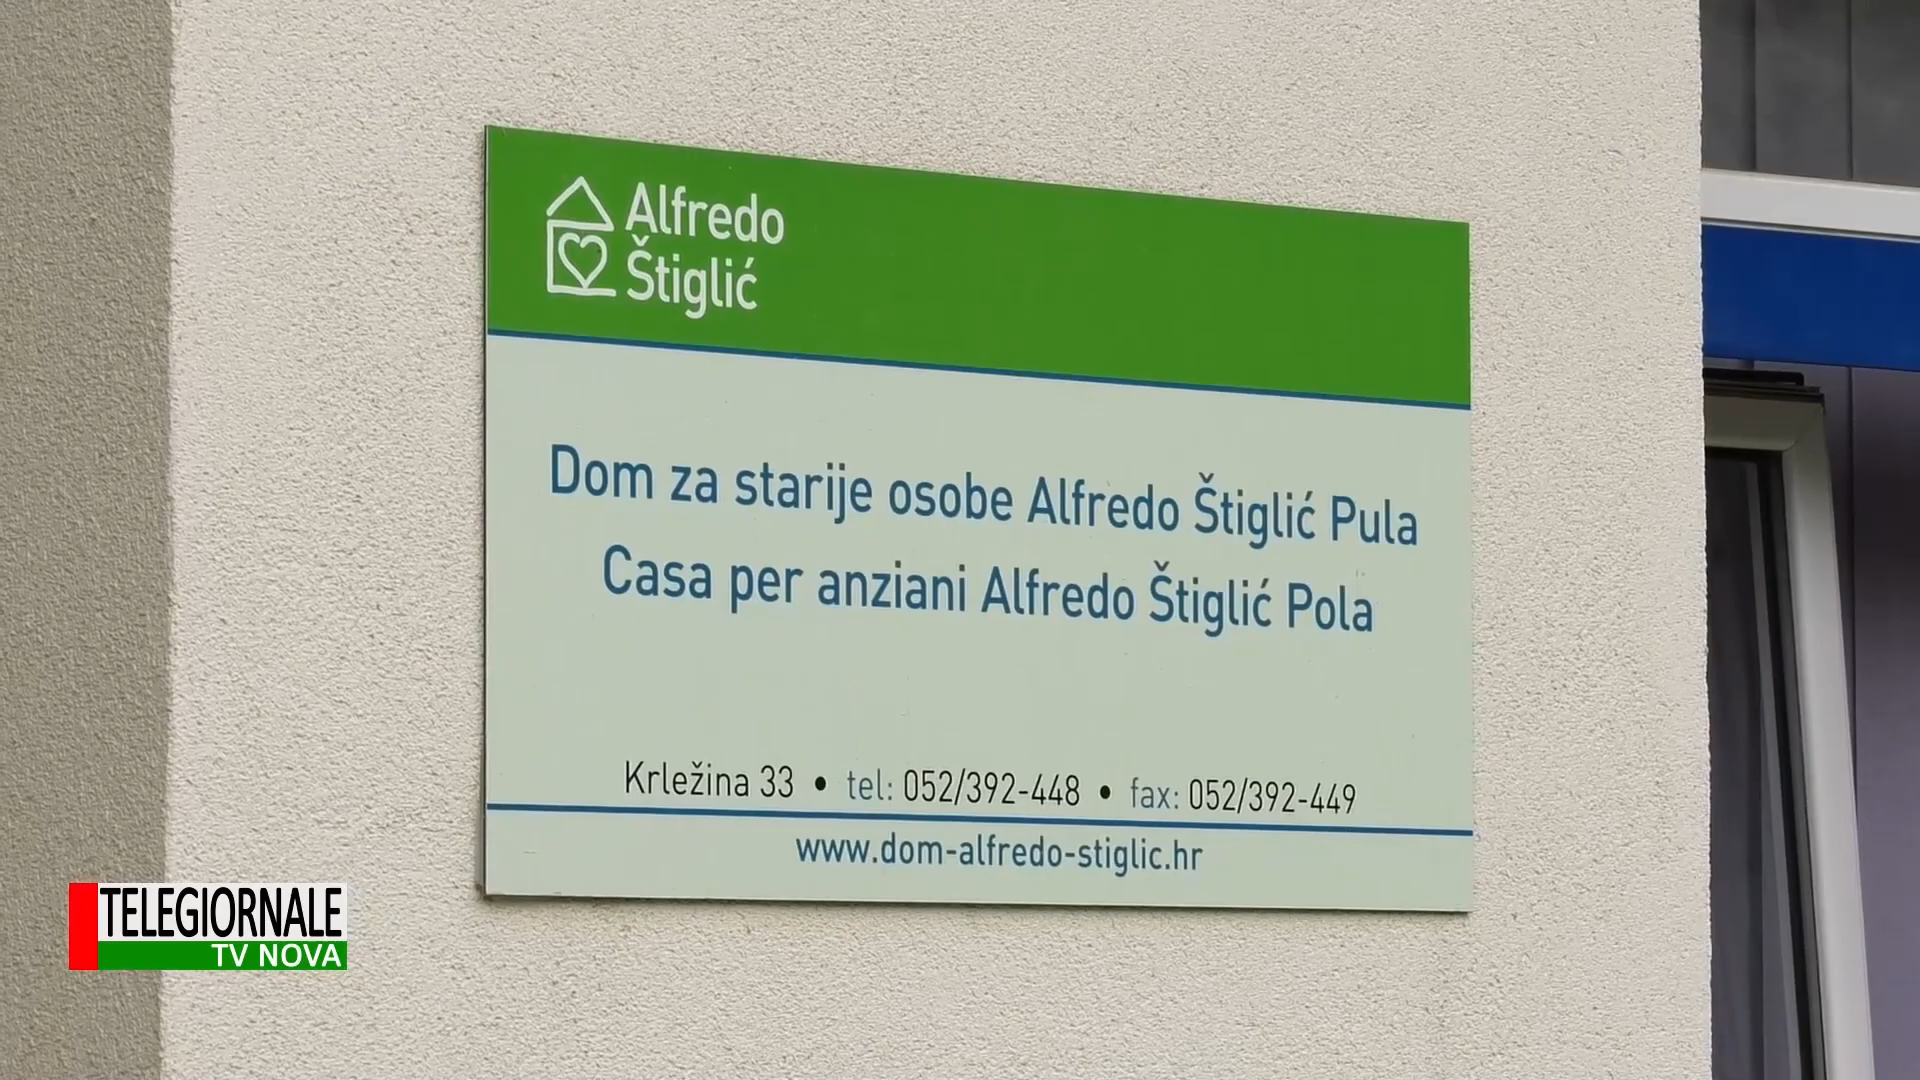 Alfredo
Štiglić
Dom za starije osobe Alfredo Štiglić Pula
Casa per anziani Alfredo Štiglić Pola
Krležina 33 • tel: 052/392-448 • fax: 052/392-449
www.dom-alfredo-stiglic.hr
TELEGIORNALE
TV NOVA